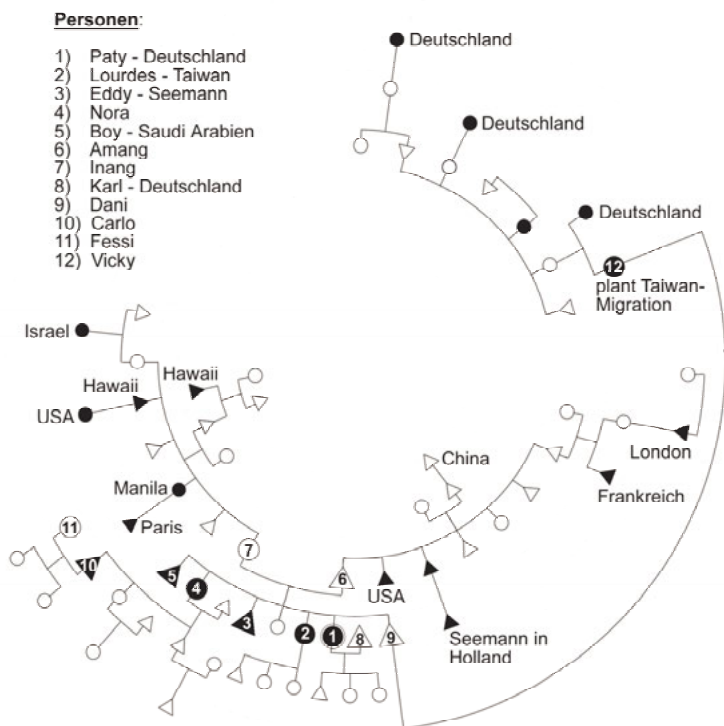 Personen:
1) Paty - Deutschland
2) Lourdes - Taiwan
3) Eddy - Seemann
4) Nora
5) Boy - Saudi Arabien
6) Amang
7) Inang
8) Karl - Deutschland
9) Dani
10) Carlo
11) Fessi
12) Vicky
Deutschland
Deutschland
Deutschland
12
plant Taiwan-
Migration
Israel
Hawaii
Hawaii
USA
Manila
Paris
China
London
Frankreich
USA
Seemann in
Holland
11
10
7
6
5
4
3
2
1
8
9